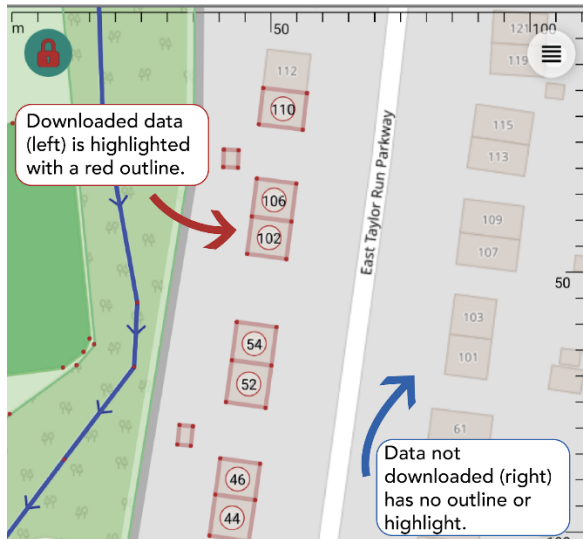 m
50
100
121
119
112
110
Downloaded data
(left) is highlighted
with a red outline.
115
113
East Taylor Run Parkway
106
102
109
107
50
103
101
54
52
61
Data not
downloaded (right)
has no outline or
highlight.
46
44
100